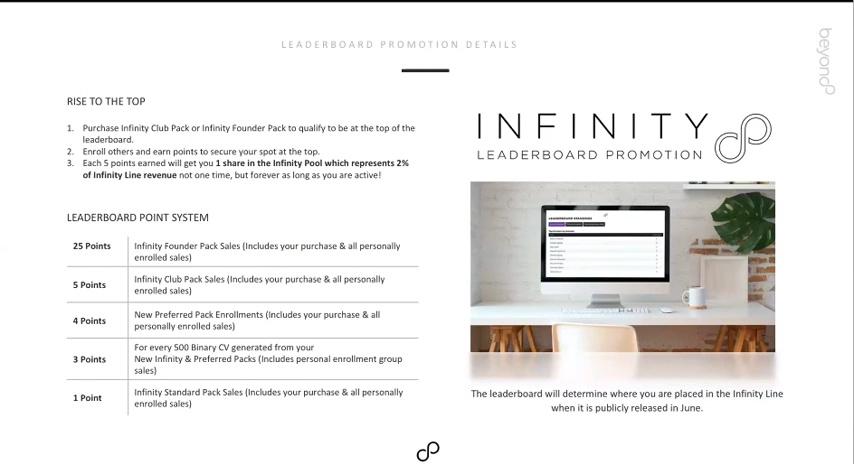 LEADERBOARD PROMOTION DETAILS
beyond
RISE TO THE TOP
1. Purchase Infinity Club Pack or Infinity Founder Pack to qualify to be at the top of the
leaderboard.
2. Enroll others and earn points to secure your spot at the top.
3. Each 5 points earned will get you 1 share in the Infinity Pool which represents 2%
of Infinity Line revenue not one time, but forever as long as you are active!
LEADERBOARD POINT SYSTEM
25 Points
Infinity Founder Pack Sales (Includes your purchase & all personally
enrolled sales)
5 Points
Infinity Club Pack Sales (Includes your purchase & all personally
enrolled sales)
4 Points
New Preferred Pack Enrollments (Includes your purchase & all
personally enrolled sales)
3 Points
For every 500 Binary CV generated from your
New Infinity & Preferred Packs (Includes personal enrollment group
sales)
1 Point
Infinity Standard Pack Sales (Includes your purchase & all personally
enrolled sales)
INFINITY
LEADERBOARD PROMOTION
LEADERBOARD STANDINGS
The leaderboard will determine where you are placed in the Infinity Line
when it is publicly released in June.